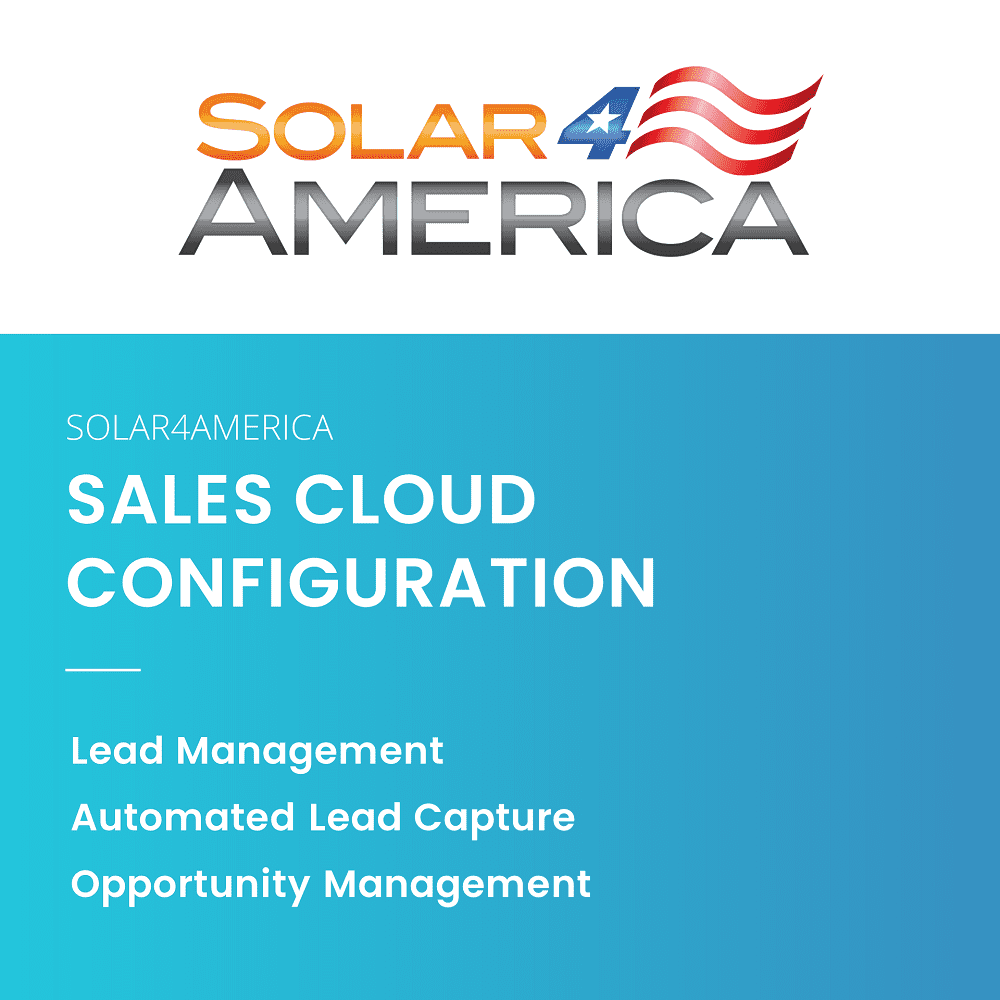 SOLAR4
AMERICA
SOLAR4AMERICA
SALES CLOUD
CONFIGURATION
Lead Management
Automated Lead Capture
Opportunity Management